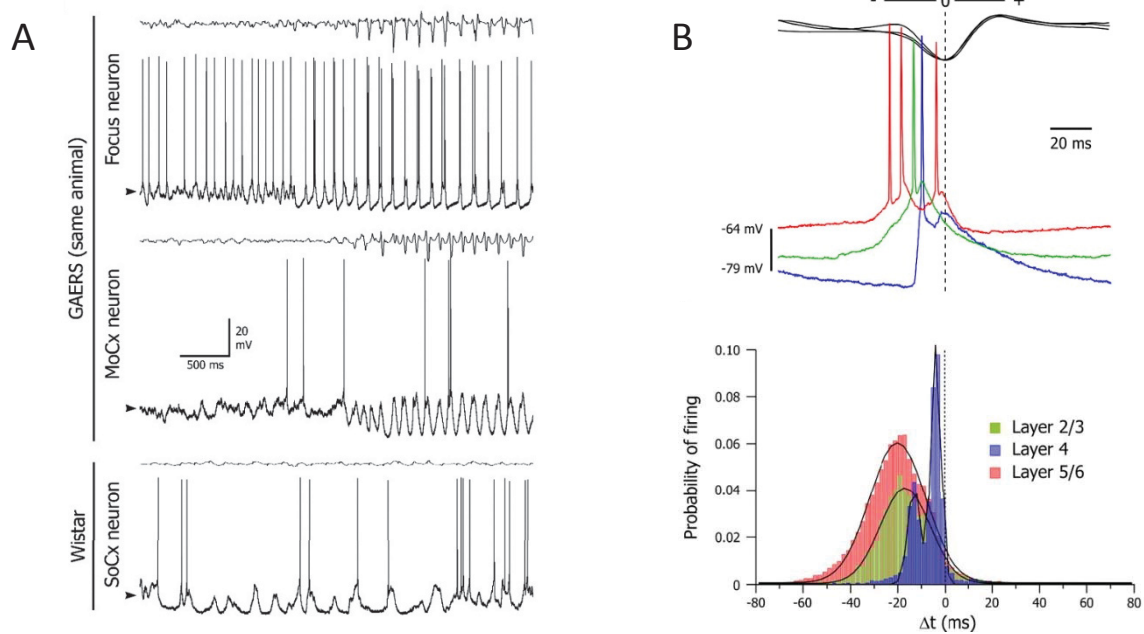 A
GAERS (same animal)
Focus neuron
MoCx neuron
20
mV
500 ms
Wistar
SoCx neuron
B
- 0 +
20 ms
-64 mV
-79 mV
Probability of firing
0.10
0.08
0.06
0.04
0.02
0
Layer 2/3
Layer 4
Layer 5/6
-80 -60 -40 -20 0 20 40 60 80
Δt (ms)